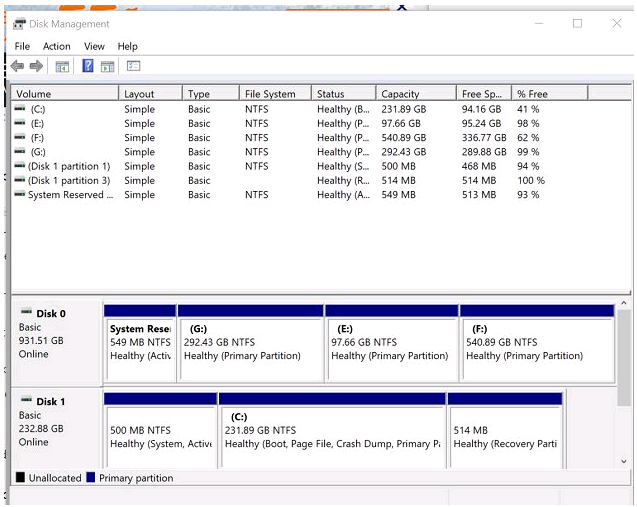 Disk Management
File Action View Help
Volume Layout Type File System Status Capacity Free Sp... % Free
(C:) Simple Basic NTFS Healthy (B... 231.89 GB 94.16 GB 41 %
(E:) Simple Basic NTFS Healthy (P... 97.66 GB 95.24 GB 98 %
(F:) Simple Basic NTFS Healthy (P... 540.89 GB 336.77 GB 62 %
(G:) Simple Basic NTFS Healthy (P... 292.43 GB 289.88 GB 99 %
(Disk 1 partition 1) Simple Basic NTFS Healthy (S... 500 MB 468 MB 94 %
(Disk 1 partition 3) Simple Basic Healthy (R... 514 MB 514 MB 100 %
System Reserved ... Simple Basic NTFS Healthy (A... 549 MB 513 MB 93 %
Disk 0
Basic
931.51 GB
Online
System Rese
549 MB NTFS
Healthy (Activ
(G:)
292.43 GB NTFS
Healthy (Primary Partition)
(E:)
97.66 GB NTFS
Healthy (Primary Partition)
(F:)
540.89 GB NTFS
Healthy (Primary Partition)
Disk 1
Basic
232.88 GB
Online
500 MB NTFS
Healthy (System, Active
(C:)
231.89 GB NTFS
Healthy (Boot, Page File, Crash Dump, Primary Pa
514 MB
Healthy (Recovery Parti
Unallocated Primary partition